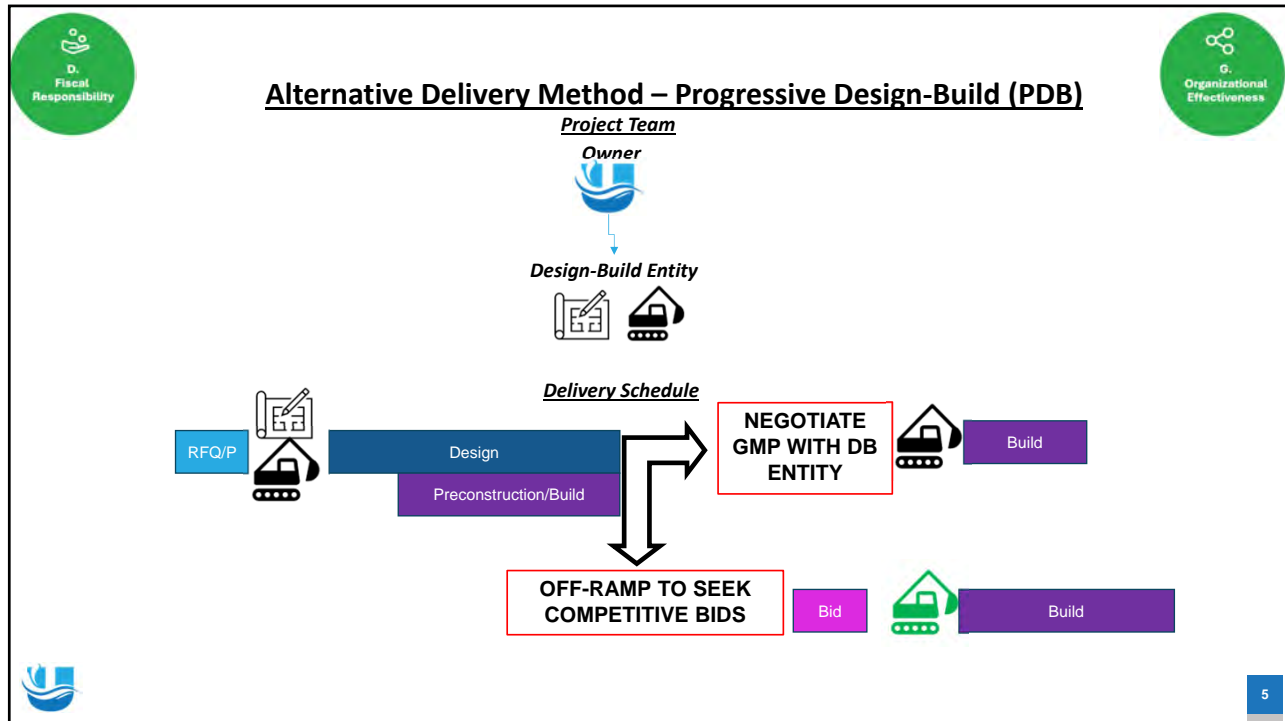 D.
Fiscal
Responsibility
G.
Organizational
Effectiveness
Alternative Delivery Method – Progressive Design-Build (PDB)
Project Team
Owner
Design-Build Entity
Delivery Schedule
RFQ/P
Design
Preconstruction/Build
NEGOTIATE
GMP WITH DB
ENTITY
Build
OFF-RAMP TO SEEK
COMPETITIVE BIDS
Bid
Build
5